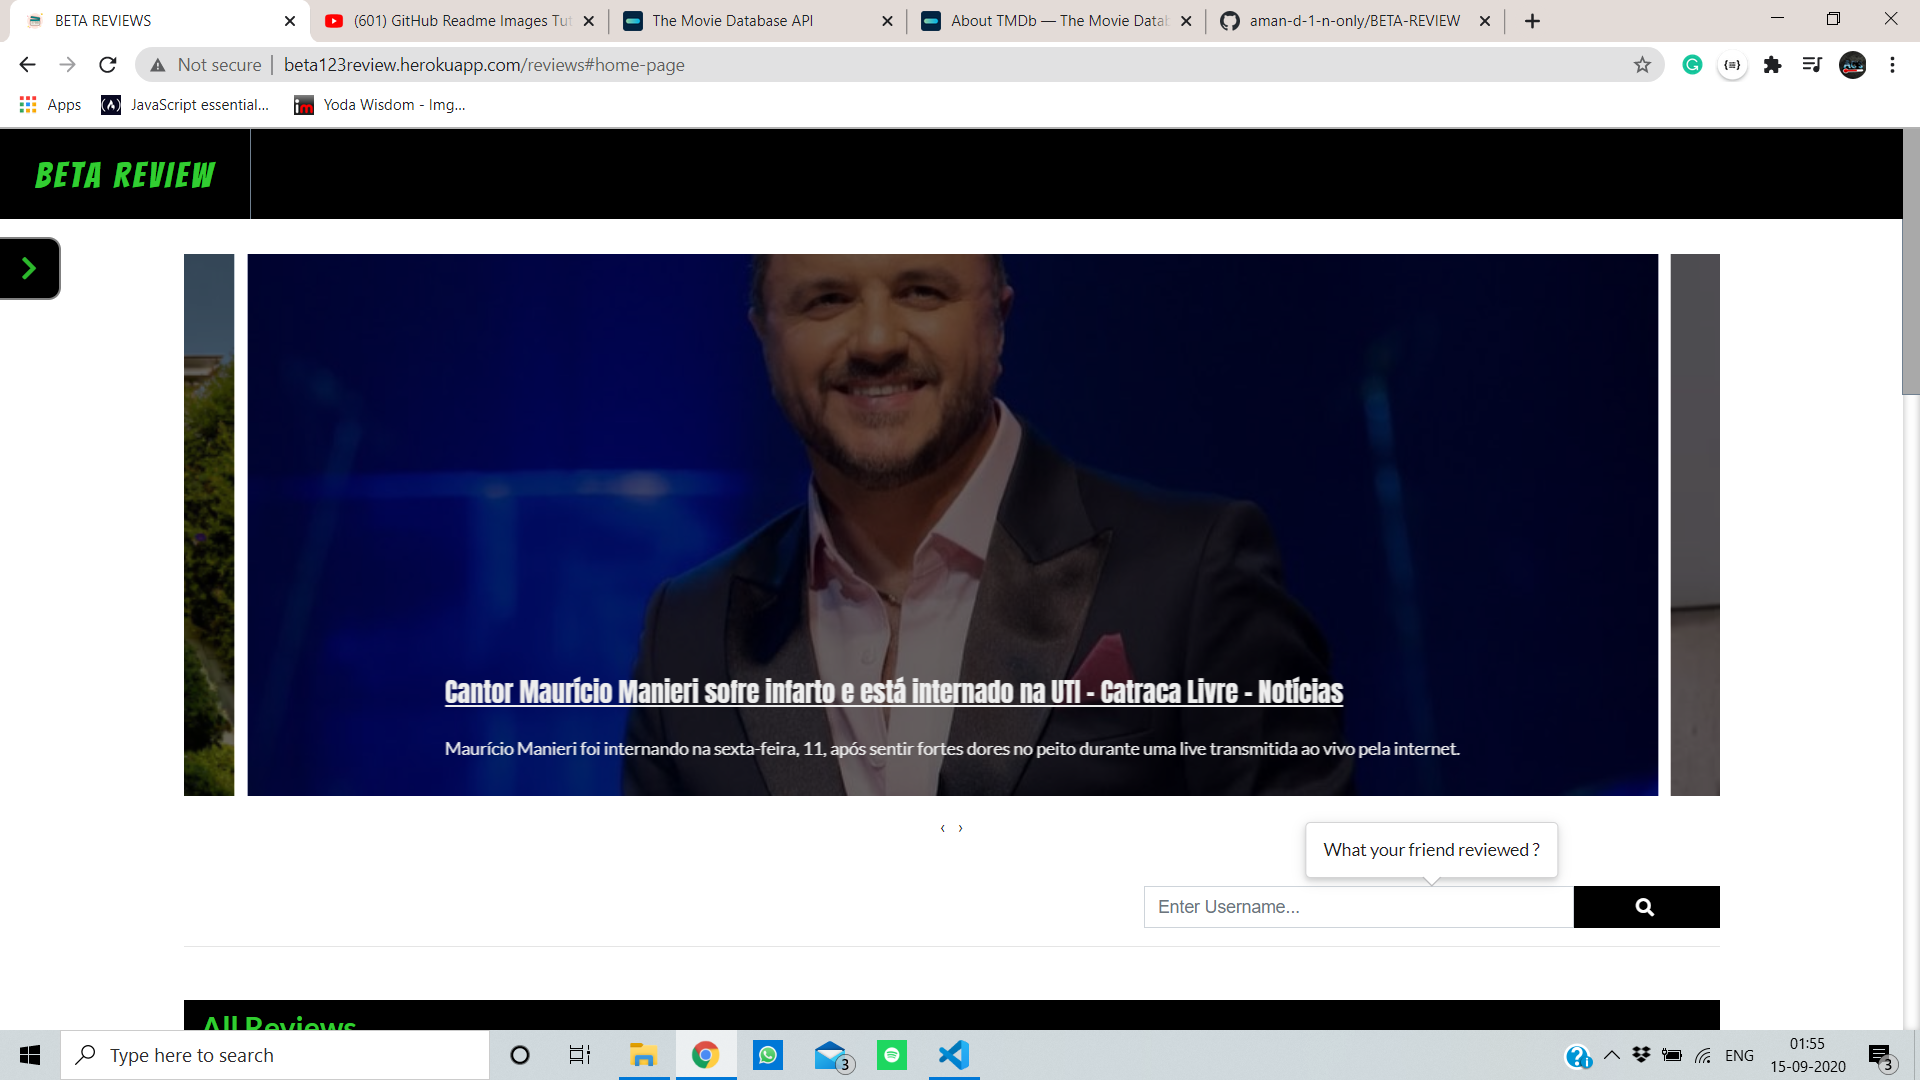 BETA REVIEWS
(601) GitHub Readme Images Tut
The Movie Database API
About TMDb — The Movie Datab
aman-d-1-n-only/BETA-REVIEW
Not secure
beta123review.herokuapp.com/reviews#home-page
Apps
JavaScript essential...
Yoda Wisdom - Img...
BETA REVIEW
Cantor Maurício Manieri sofre infarto e está internado na UTI - Catraca Livre - Notícias
Maurício Manieri foi internando na sexta-feira, 11, após sentir fortes dores no peito durante uma live transmitida ao vivo pela internet.
‹ ›
What your friend reviewed ?
Enter Username...
All Reviews
Type here to search
3
ENG
01:55
15-09-2020
3